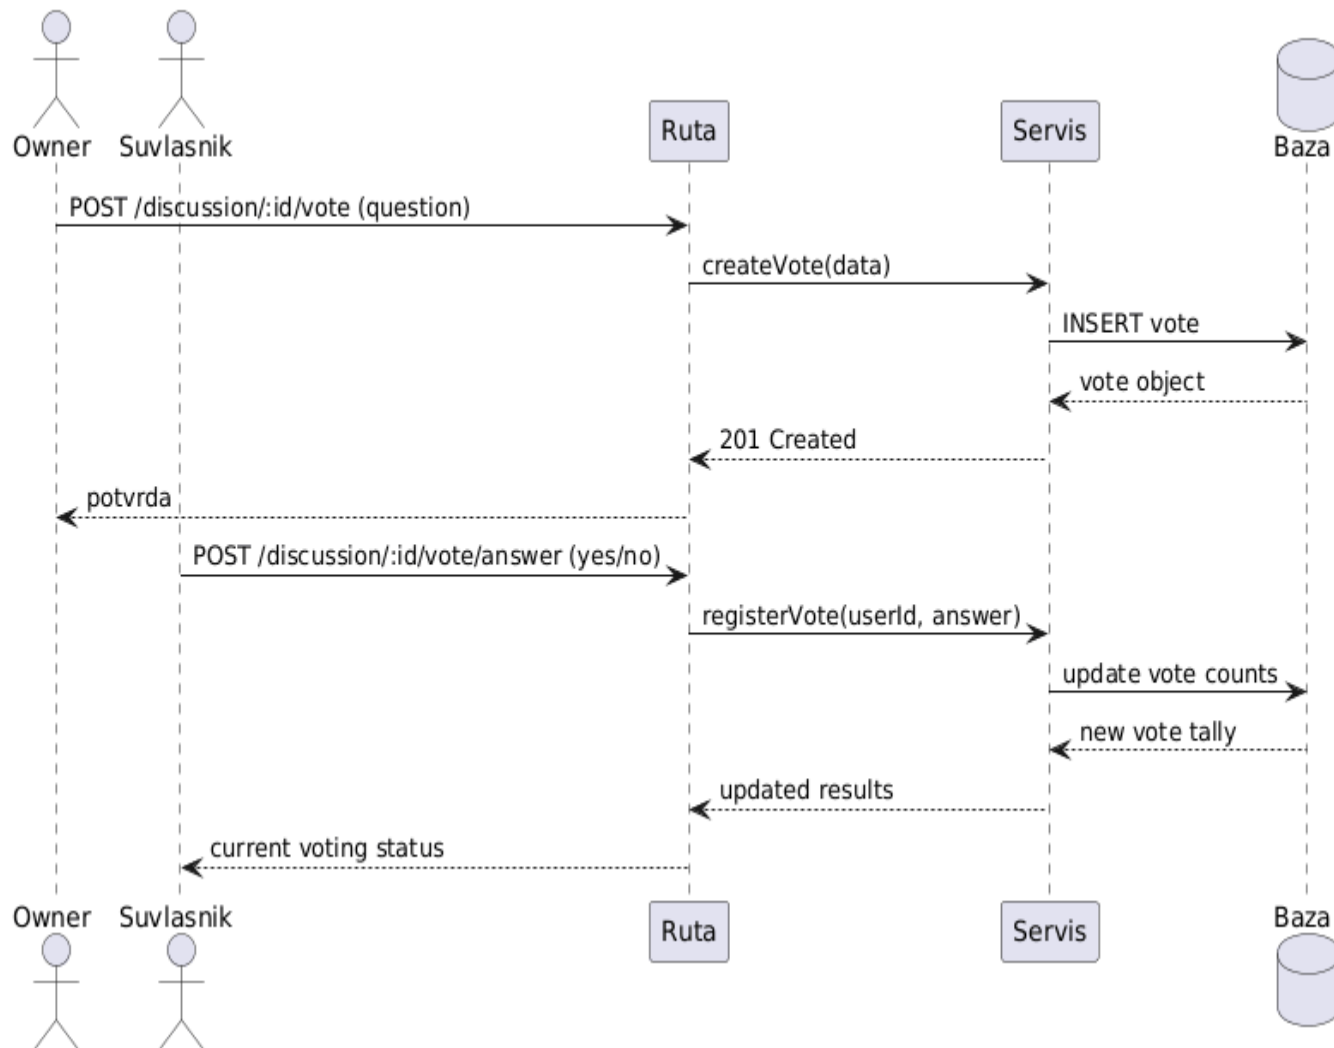 Owner Suvlasnik Ruta Servis Baza
POST /discussion/:id/vote (question)
createVote(data)
INSERT vote
vote object
201 Created
potvrda
POST /discussion/:id/vote/answer (yes/no)
registerVote(userId, answer)
update vote counts
new vote tally
updated results
current voting status
Owner Suvlasnik Ruta Servis Baza